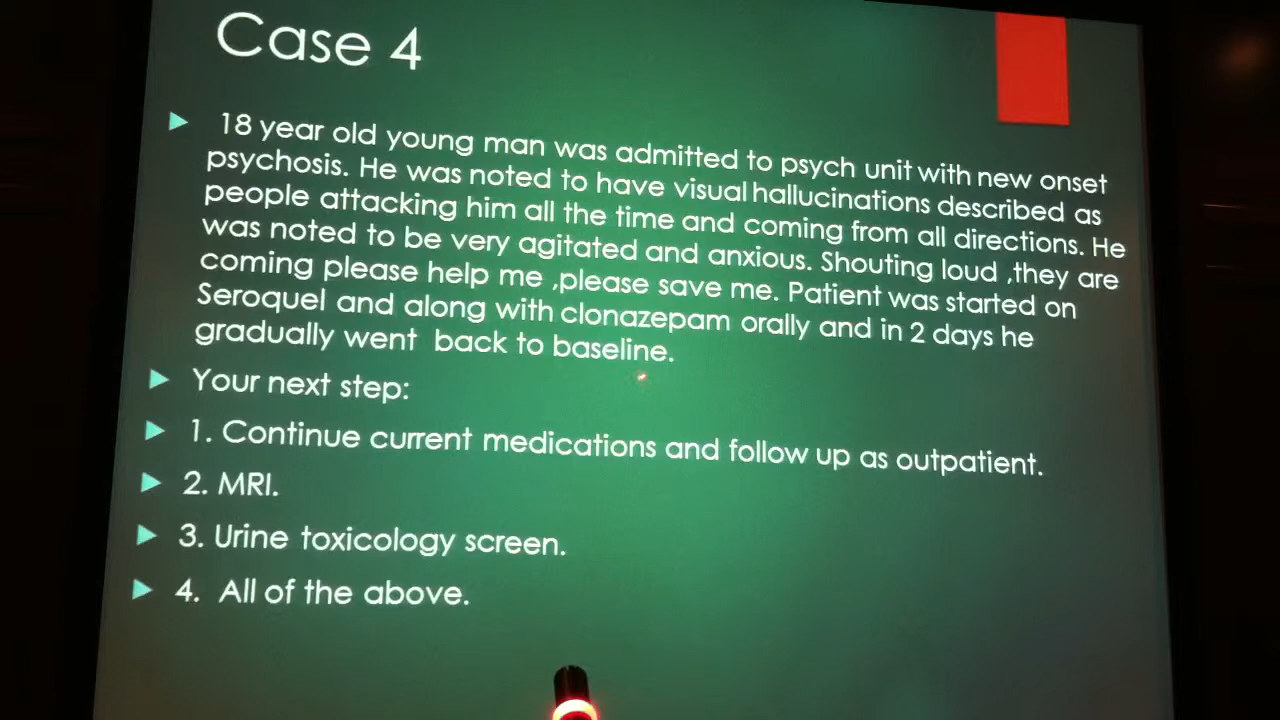 Case 4
18 year old young man was admitted to psych unit with new onset
psychosis. He was noted to have visual hallucinations described as
people attacking him all the time and coming from all directions. He
was noted to be very agitated and anxious. Shouting loud ,they are
coming please help me ,please save me. Patient was started on
Seroquel and along with clonazepam orally and in 2 days he
gradually went back to baseline.
Your next step:
1. Continue current medications and follow up as outpatient.
2. MRI.
3. Urine toxicology screen.
4. All of the above.